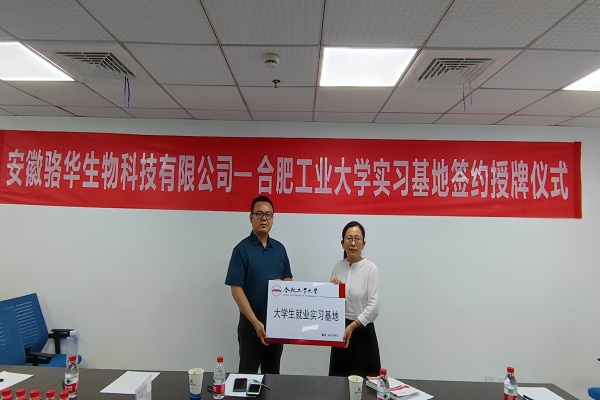 安徽骆华生物科技有限公司—合肥工业大学实习基地签约授牌仪式
合肥工业大学
大学生就业实习基地